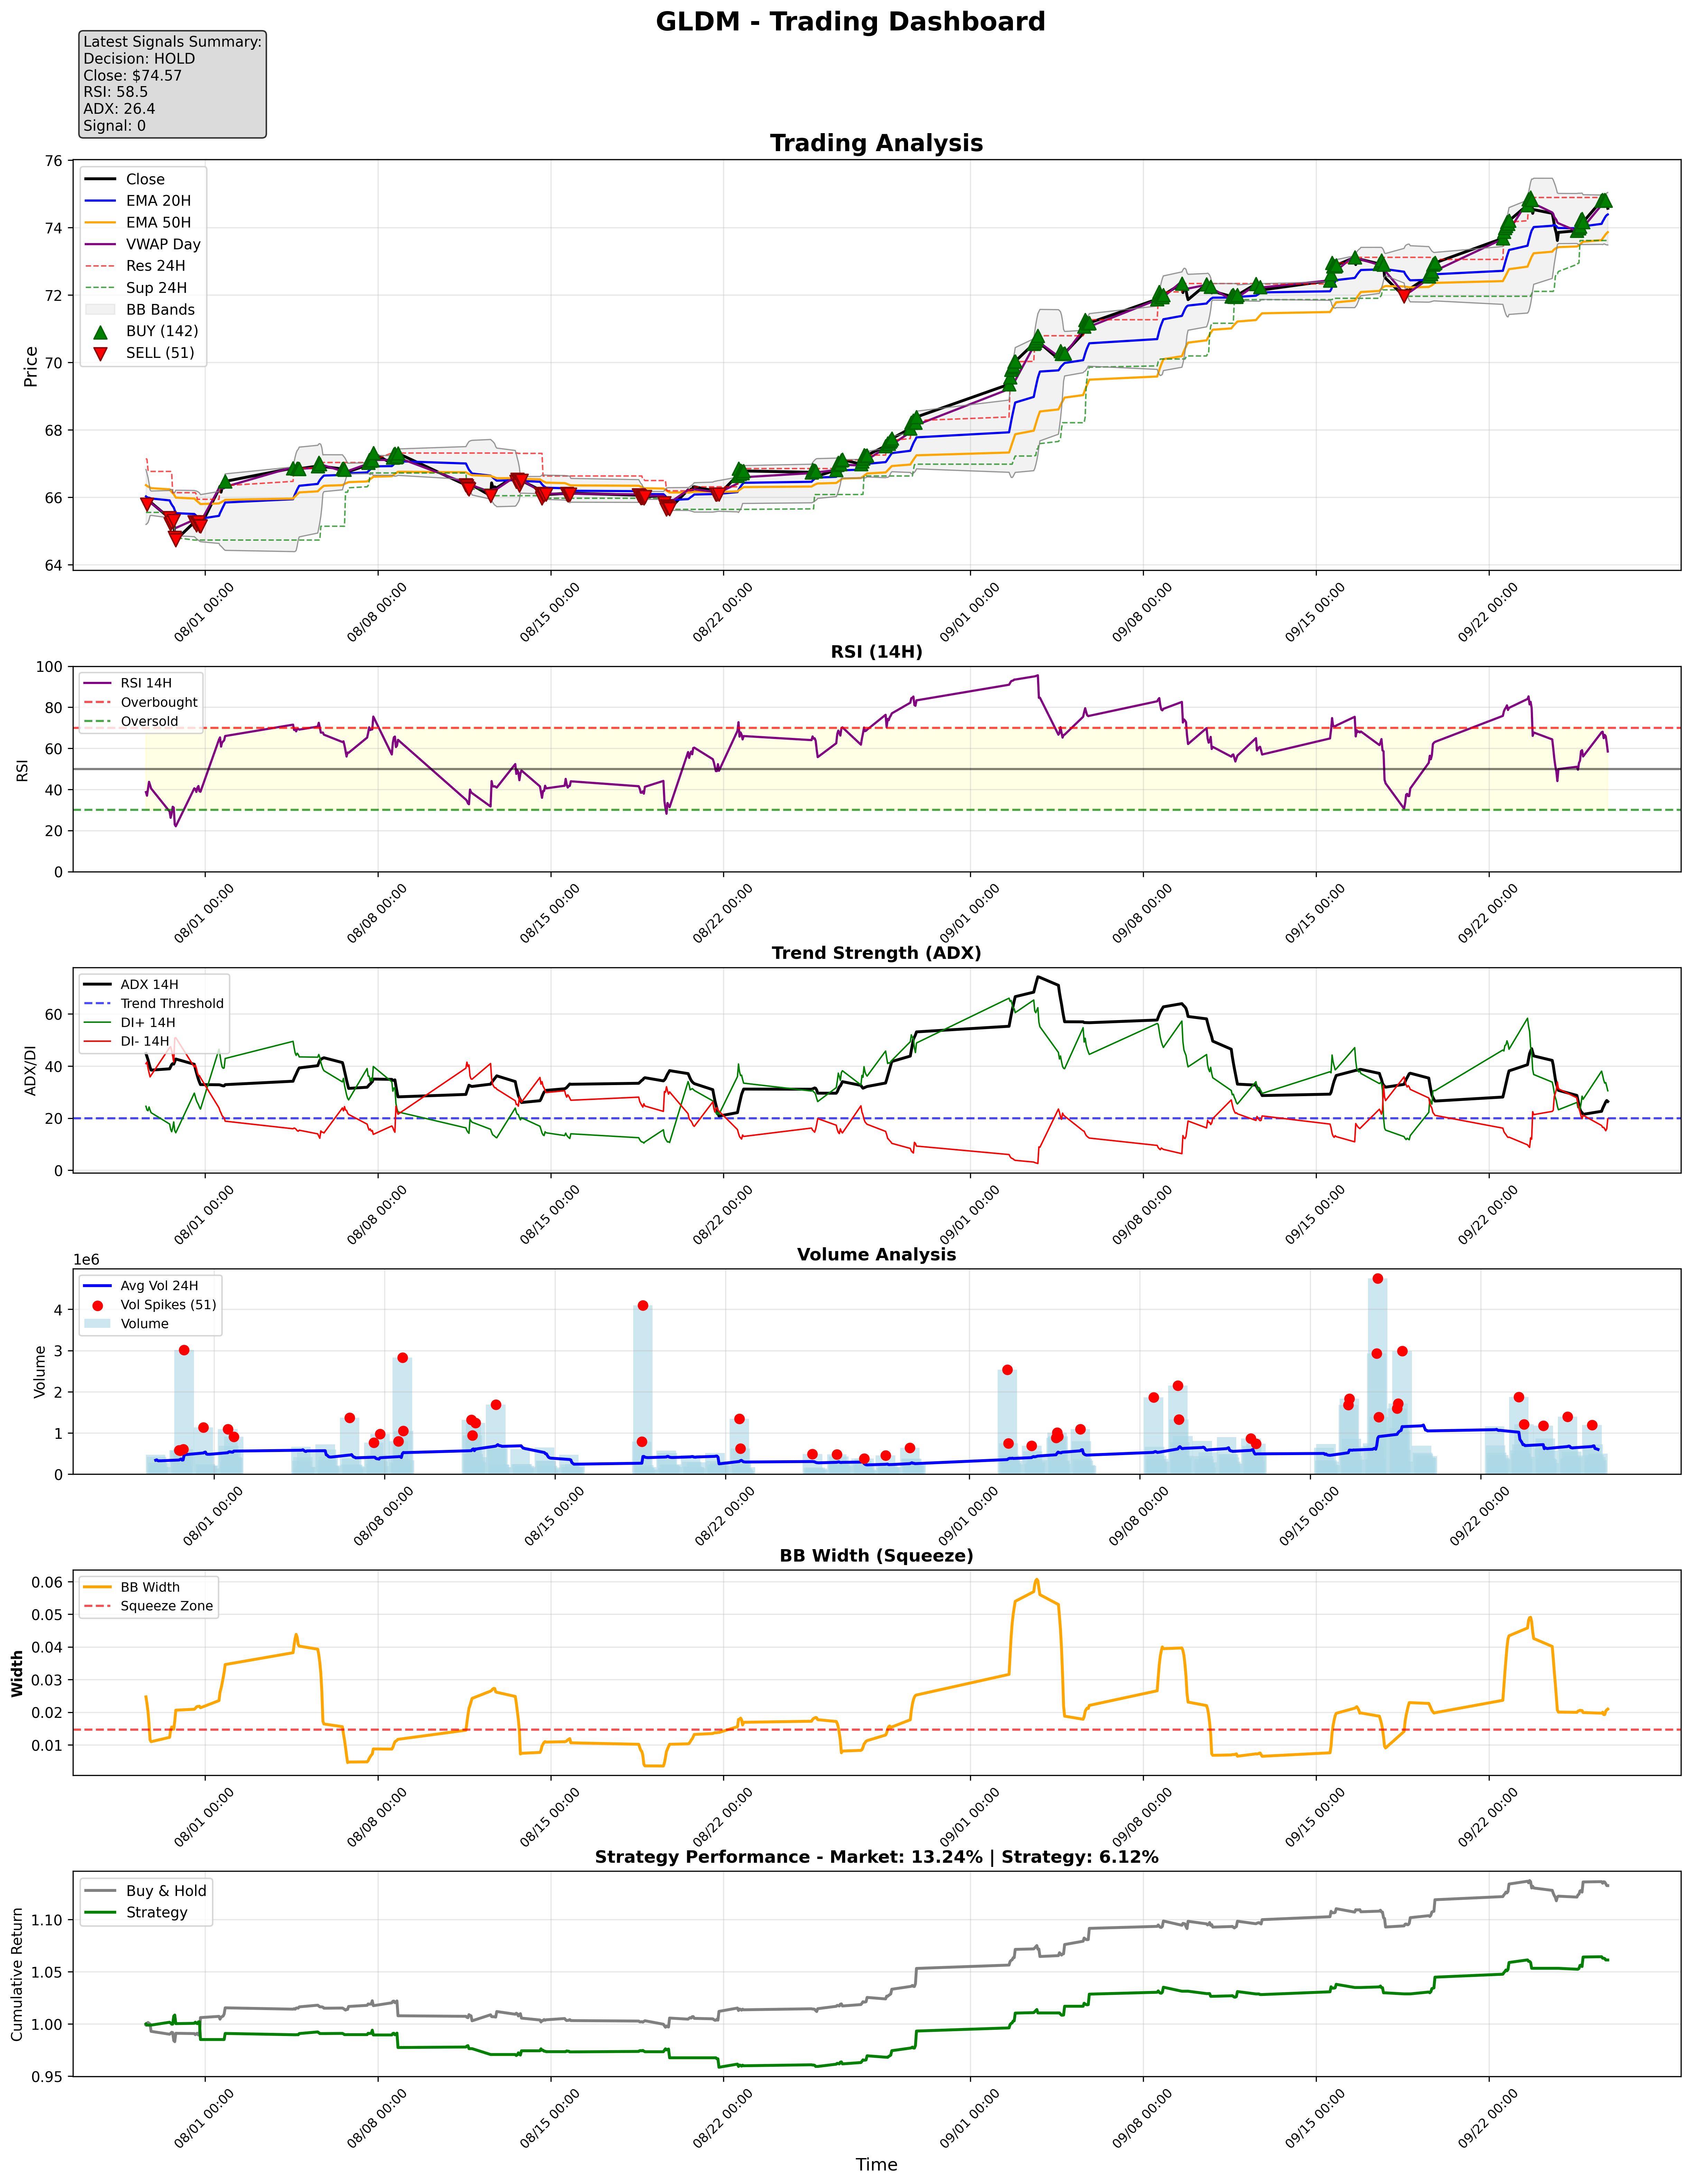 GLDM - Trading Dashboard
Latest Signals Summary:
Decision: HOLD
Close: $74.57
RSI: 58.5
ADX: 26.4
Signal: 0
Trading Analysis
Close
EMA 20H
EMA 50H
VWAP Day
Res 24H
Sup 24H
BB Bands
BUY (142)
SELL (51)
Price
76
74
72
70
68
66
64
08/01 00:00
08/08 00:00
08/15 00:00
08/22 00:00
09/01 00:00
09/08 00:00
09/15 00:00
09/22 00:00
RSI (14H)
RSI 14H
Overbought
Oversold
RSI
100
80
60
40
20
0
08/01 00:00
08/08 00:00
08/15 00:00
08/22 00:00
09/01 00:00
09/08 00:00
09/15 00:00
09/22 00:00
Trend Strength (ADX)
ADX 14H
Trend Threshold
DI+ 14H
DI- 14H
ADX/DI
60
40
20
0
08/01 00:00
08/08 00:00
08/15 00:00
08/22 00:00
09/01 00:00
09/08 00:00
09/15 00:00
09/22 00:00
Volume Analysis
1e6
Avg Vol 24H
Vol Spikes (51)
Volume
Volume
4
3
2
1
0
08/01 00:00
08/08 00:00
08/15 00:00
08/22 00:00
09/01 00:00
09/08 00:00
09/15 00:00
09/22 00:00
BB Width (Squeeze)
BB Width
Squeeze Zone
Width
0.06
0.05
0.04
0.03
0.02
0.01
08/01 00:00
08/08 00:00
08/15 00:00
08/22 00:00
09/01 00:00
09/08 00:00
09/15 00:00
09/22 00:00
Strategy Performance - Market: 13.24% | Strategy: 6.12%
Buy & Hold
Strategy
Cumulative Return
1.10
1.05
1.00
0.95
08/01 00:00
08/08 00:00
08/15 00:00
08/22 00:00
09/01 00:00
09/08 00:00
09/15 00:00
09/22 00:00
Time